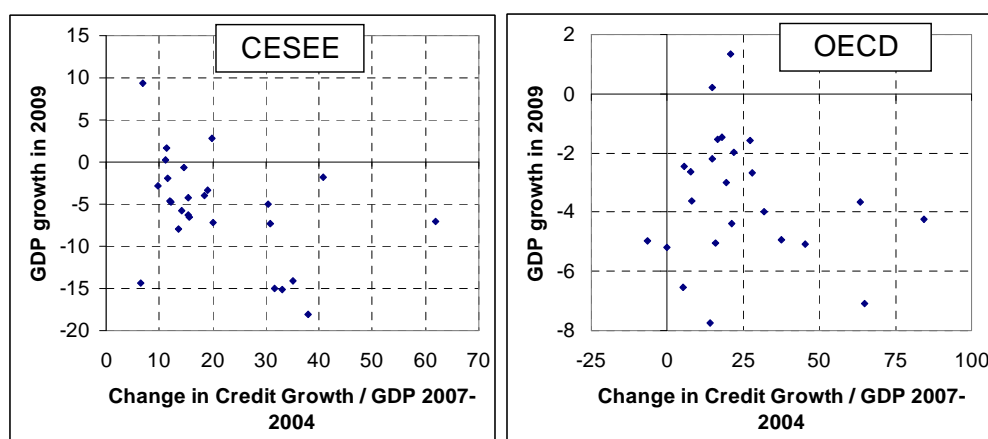 CESEE
GDP growth in 2009
15
10
5
0
-5
-10
-15
-20
0 10 20 30 40 50 60 70
Change in Credit Growth / GDP 2007-
2004
OECD
GDP growth in 2009
2
0
-2
-4
-6
-8
-25 0 25 50 75 100
Change in Credit Growth / GDP 2007-
2004